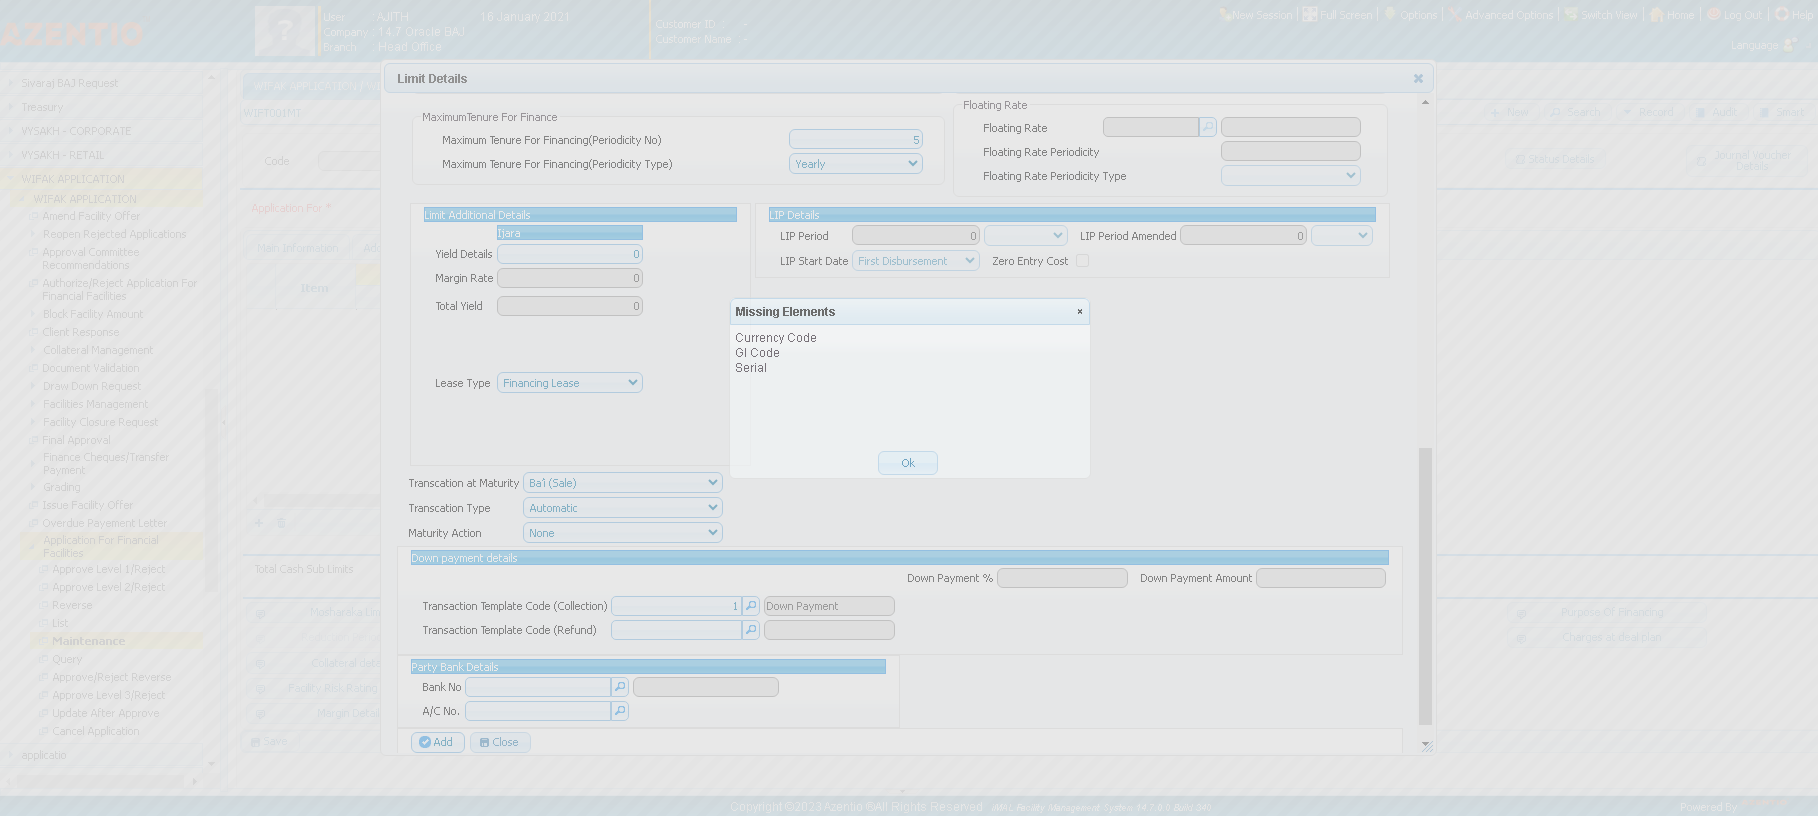 AZENTIO
User AJITH 16 January 2021
Company 14.7 Oracle BAJ
Branch Head Office
Customer ID -
Customer Name -
New Session Full Screen Options Advanced Options Switch View Home Log Out Help
Language
Sivaraj BAJ Request
Treasury
VYSAKH - CORPORATE
VYSAKH - RETAIL
WIFAK APPLICATION
WIFAK APPLICATION
Amend Facility Offer
Reopen Rejected Applications
Approval Committee
Recommendations
Authorize/Reject Application For
Financial Facilities
Block Facility Amount
Client Response
Collateral Management
Document Validation
Draw Down Request
Facilities Management
Facility Closure Request
Final Approval
Finance Cheques/Transfer
Payment
Grading
Issue Facility Offer
Overdue Payement Letter
Application For Financial
Facilities
Approve Level 1/Reject
Approve Level 2/Reject
Reverse
List
Maintenance
Query
Approve/Reject Reverse
Approve Level 3/Reject
Update After Approve
Cancel Application
applicatio
WIFT001MT
Code
Application For *
Main Information
Item
Total Cash Sub Limits
Collateral deta
Facility Risk Rating
Margin Detail
Save
New Search Record Audit Smart
Status Details
Journal Voucher
Details
Purpose Of Financing
Charges at deal plan
Limit Details
MaximumTenure For Finance
Maximum Tenure For Financing(Periodicity No) 5
Maximum Tenure For Financing(Periodicity Type) Yearly
Floating Rate
Floating Rate
Floating Rate Periodicity
Floating Rate Periodicity Type
Limit Additional Details
Ijara
Yield Details 0
Margin Rate 0
Total Yield 0
Lease Type Financing Lease
LIP Details
LIP Period 0 LIP Period Amended 0
LIP Start Date First Disbursement Zero Entry Cost
Missing Elements
Currency Code
Gl Code
Serial
Ok
Transcation at Maturity Ba'i (Sale)
Transcation Type Automatic
Maturity Action None
Down payment details
Down Payment % Down Payment Amount
Transaction Template Code (Collection) 1 Down Payment
Transaction Template Code (Refund)
Party Bank Details
Bank No
A/C No.
Add Close
Copyright ©2023 Azentio ®All Rights Reserved
Powered By